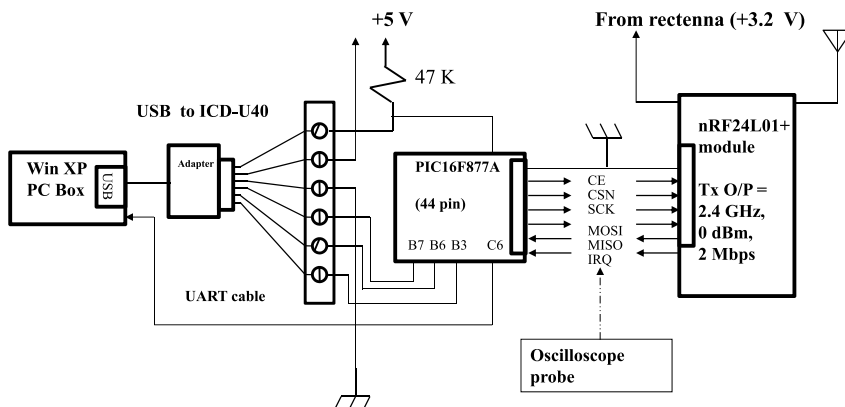 +5 V
From rectenna (+3.2 V)
47 K
USB to ICD-U40
Adapter
Win XP
PC Box
USB
PIC16F877A
(44 pin)
B7 B6 B3 C6
CE
CSN
SCK
MOSI
MISO
IRQ
nRF24L01+
module
Tx O/P =
2.4 GHz,
0 dBm,
2 Mbps
UART cable
Oscilloscope
probe